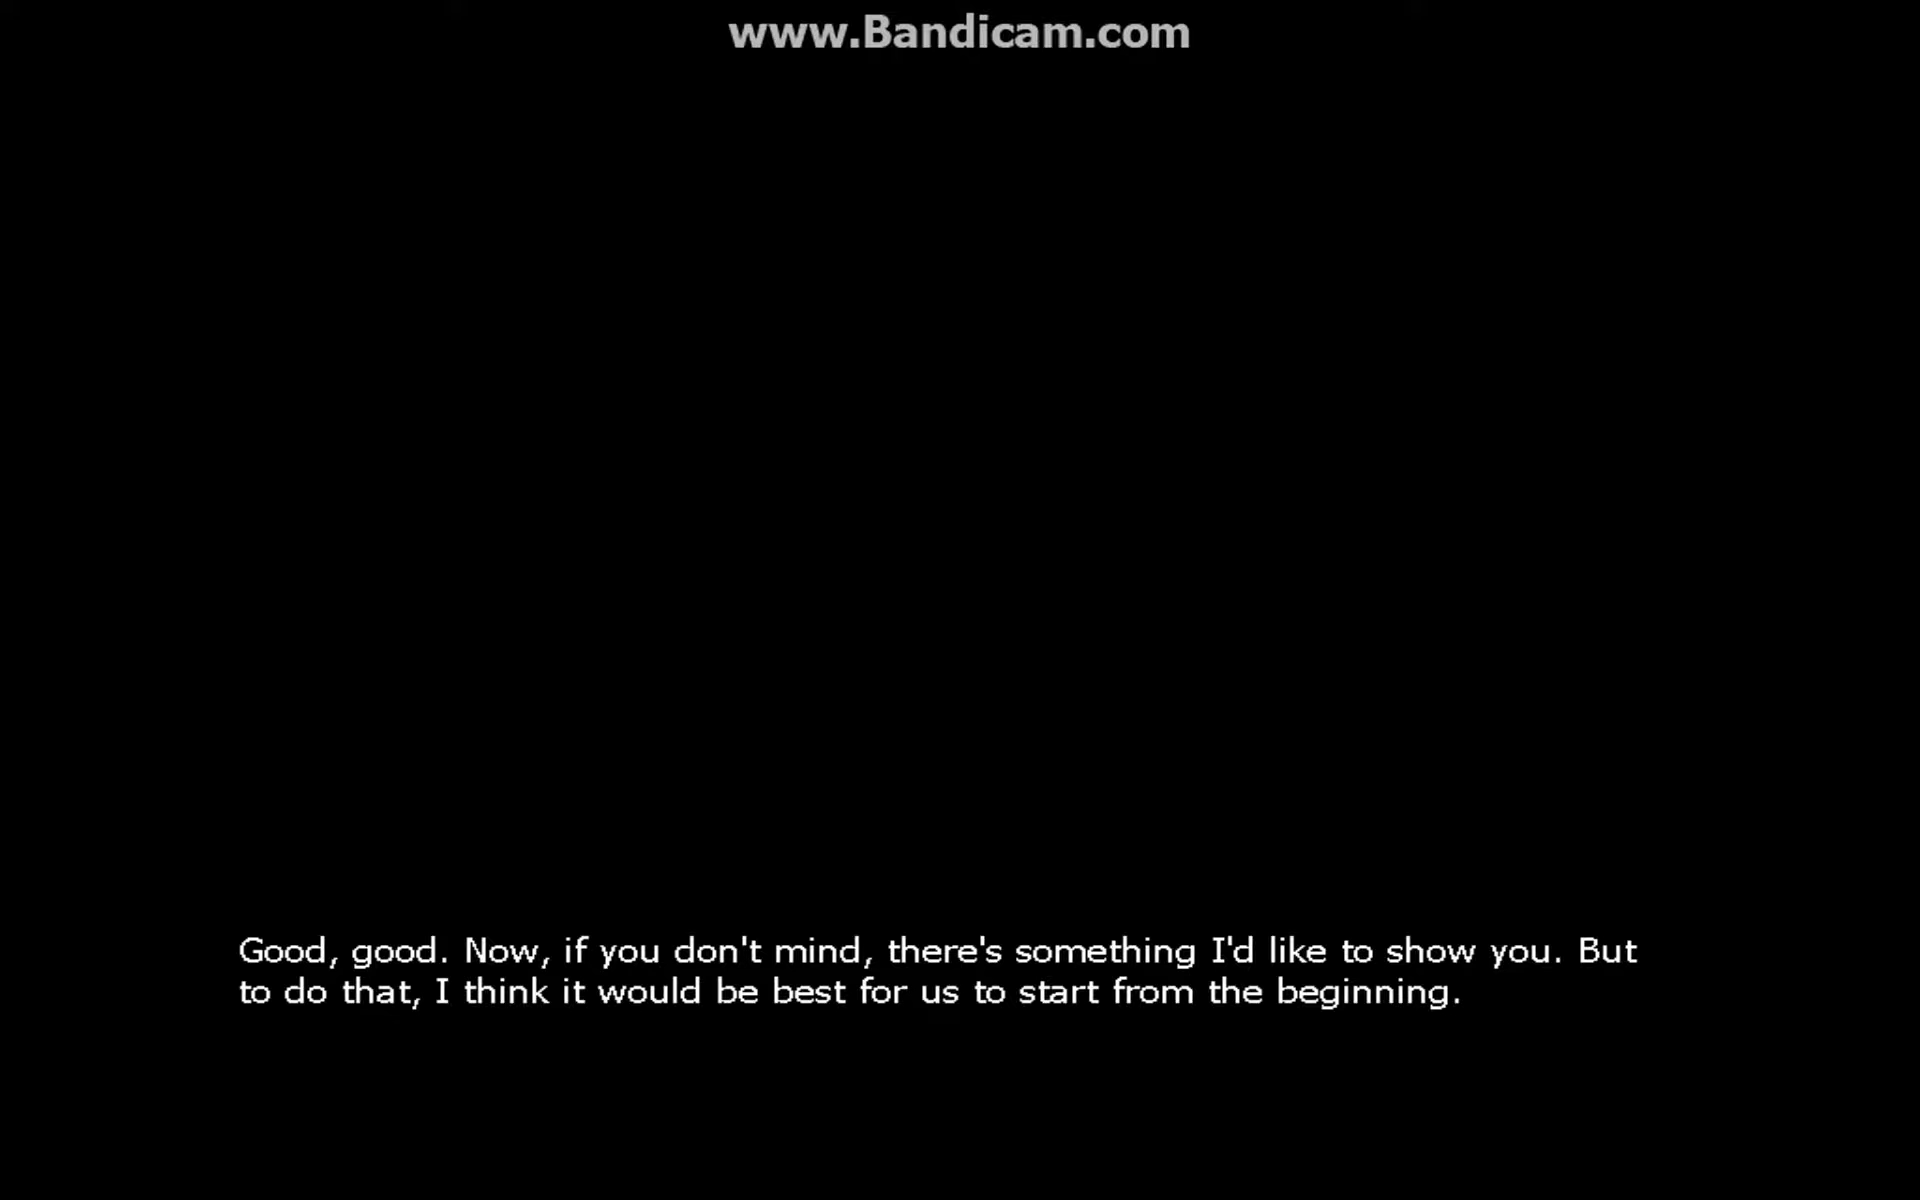 www.Bandicam.com
Good, good. Now, if you don't mind, there's something I'd like to show you. But
to do that, I think it would be best for us to start from the beginning.